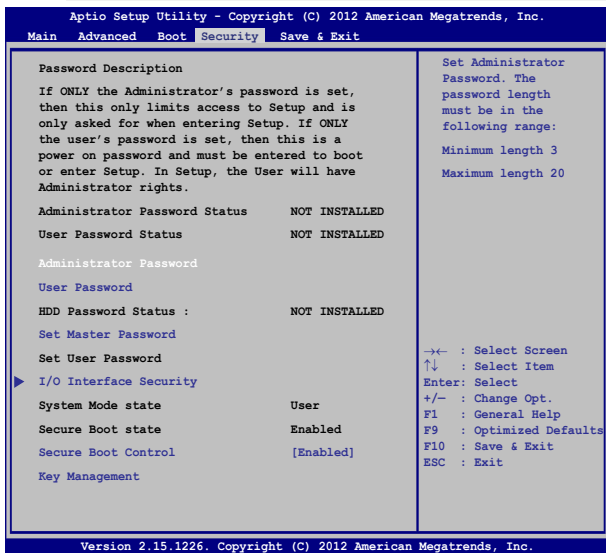 Aptio Setup Utility - Copyright (C) 2012 American Megatrends, Inc.
Main Advanced Boot Security Save & Exit
Password Description
If ONLY the Administrator's password is set,
then this only limits access to Setup and is
only asked for when entering Setup. If ONLY
the user's password is set, then this is a
power on password and must be entered to boot
or enter Setup. In Setup, the User will have
Administrator rights.
Administrator Password Status NOT INSTALLED
User Password Status NOT INSTALLED
Administrator Password
User Password
HDD Password Status : NOT INSTALLED
Set Master Password
Set User Password
I/O Interface Security
System Mode state User
Secure Boot state Enabled
Secure Boot Control [Enabled]
Key Management
Set Administrator
Password. The
password length
must be in the
following range:
Minimum length 3
Maximum length 20
→← : Select Screen
↑↓ : Select Item
Enter: Select
+/— : Change Opt.
F1 : General Help
F9 : Optimized Defaults
F10 : Save & Exit
ESC : Exit
Version 2.15.1226. Copyright (C) 2012 American Megatrends, Inc.